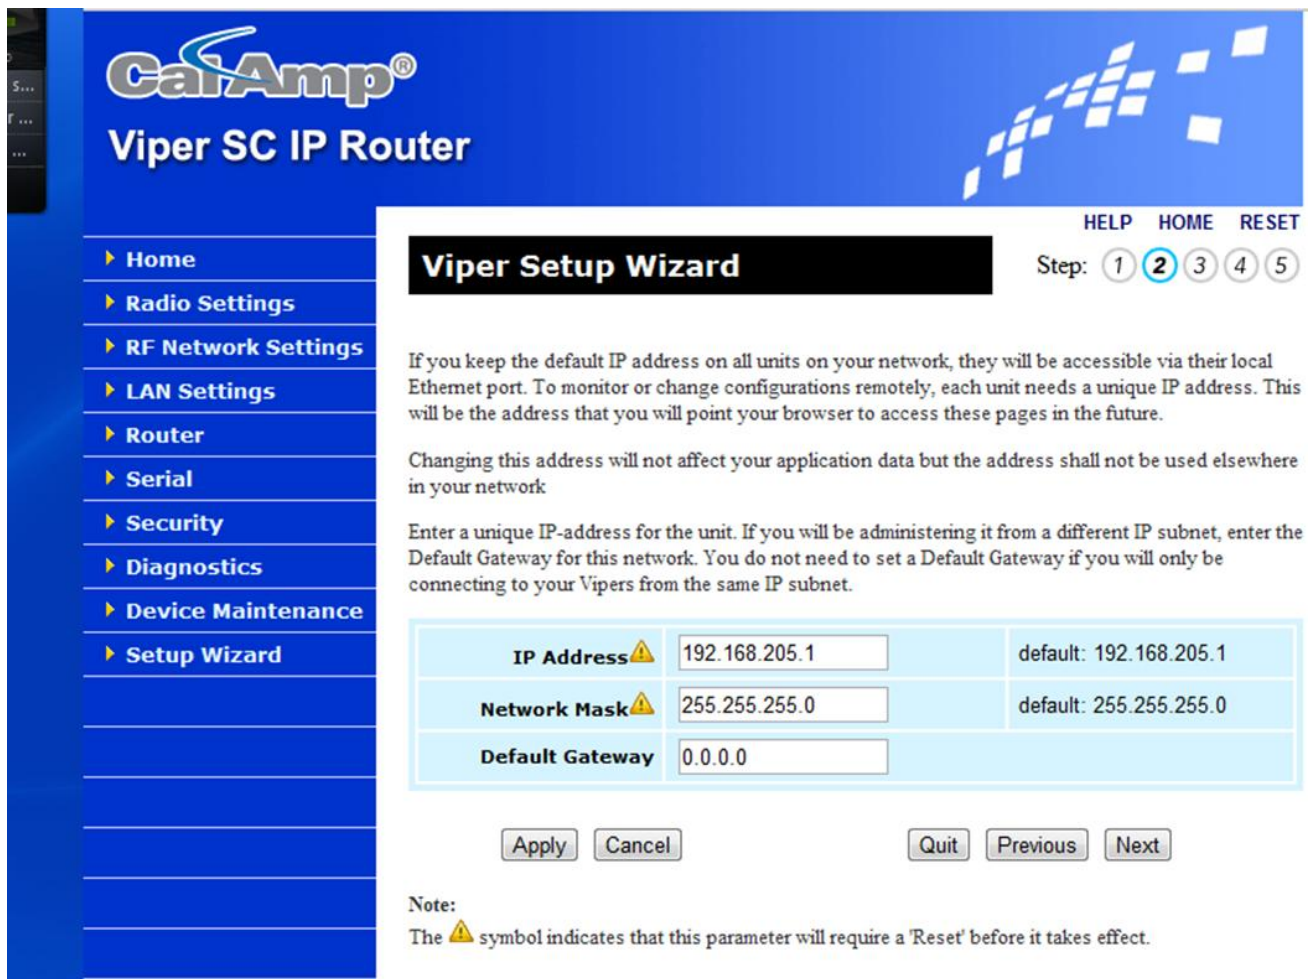 s...
r ...
...
CalAmp®
Viper SC IP Router
HELP HOME RESET
Home
Radio Settings
RF Network Settings
LAN Settings
Router
Serial
Security
Diagnostics
Device Maintenance
Setup Wizard
Viper Setup Wizard
Step: 1 2 3 4 5
If you keep the default IP address on all units on your network, they will be accessible via their local
Ethernet port. To monitor or change configurations remotely, each unit needs a unique IP address. This
will be the address that you will point your browser to access these pages in the future.
Changing this address will not affect your application data but the address shall not be used elsewhere
in your network
Enter a unique IP-address for the unit. If you will be administering it from a different IP subnet, enter the
Default Gateway for this network. You do not need to set a Default Gateway if you will only be
connecting to your Vipers from the same IP subnet.
IP Address 192.168.205.1 default: 192.168.205.1
Network Mask 255.255.255.0 default: 255.255.255.0
Default Gateway 0.0.0.0
Apply Cancel Quit Previous Next
Note:
The symbol indicates that this parameter will require a 'Reset' before it takes effect.